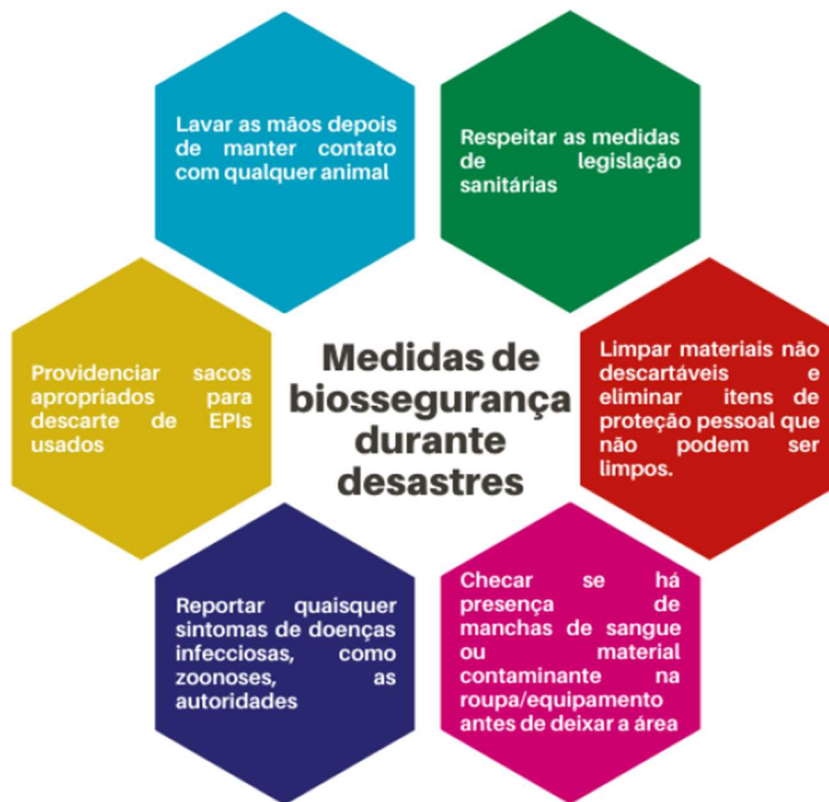 Lavar as mãos depois
de manter contato
com qualquer animal
Respeitar as medidas
de legislação
sanitárias
Providenciar sacos
apropriados para
descarte de EPIs
usados
Medidas de
biossegurança
durante
desastres
Limpar materiais não
descartáveis e
eliminar itens de
proteção pessoal que
não podem ser
limpos.
Reportar quaisquer
sintomas de doenças
infecciosas, como
zoonoses, as
autoridades
Checar se há
presença de
manchas de sangue
ou material
contaminante na
roupa/equipamento
antes de deixar a área